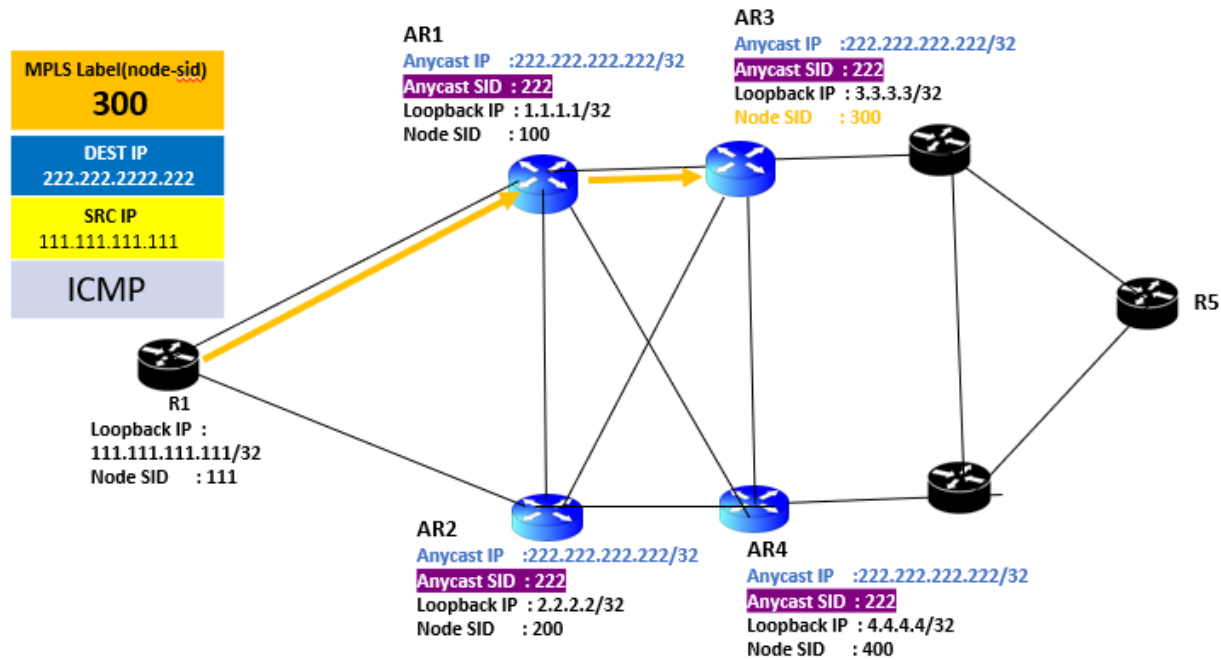 MPLS Label(node-sid)
300
DEST IP
222.222.2222.222
SRC IP
111.111.111.111
ICMP
AR1
Anycast IP :222.222.222.222/32
Anycast SID : 222
Loopback IP : 1.1.1.1/32
Node SID : 100
AR3
Anycast IP :222.222.222.222/32
Anycast SID : 222
Loopback IP : 3.3.3.3/32
Node SID : 300
R5
R1
Loopback IP :
111.111.111.111/32
Node SID : 111
AR2
Anycast IP :222.222.222.222/32
Anycast SID : 222
Loopback IP : 2.2.2.2/32
Node SID : 200
AR4
Anycast IP :222.222.222.222/32
Anycast SID : 222
Loopback IP : 4.4.4.4/32
Node SID : 400